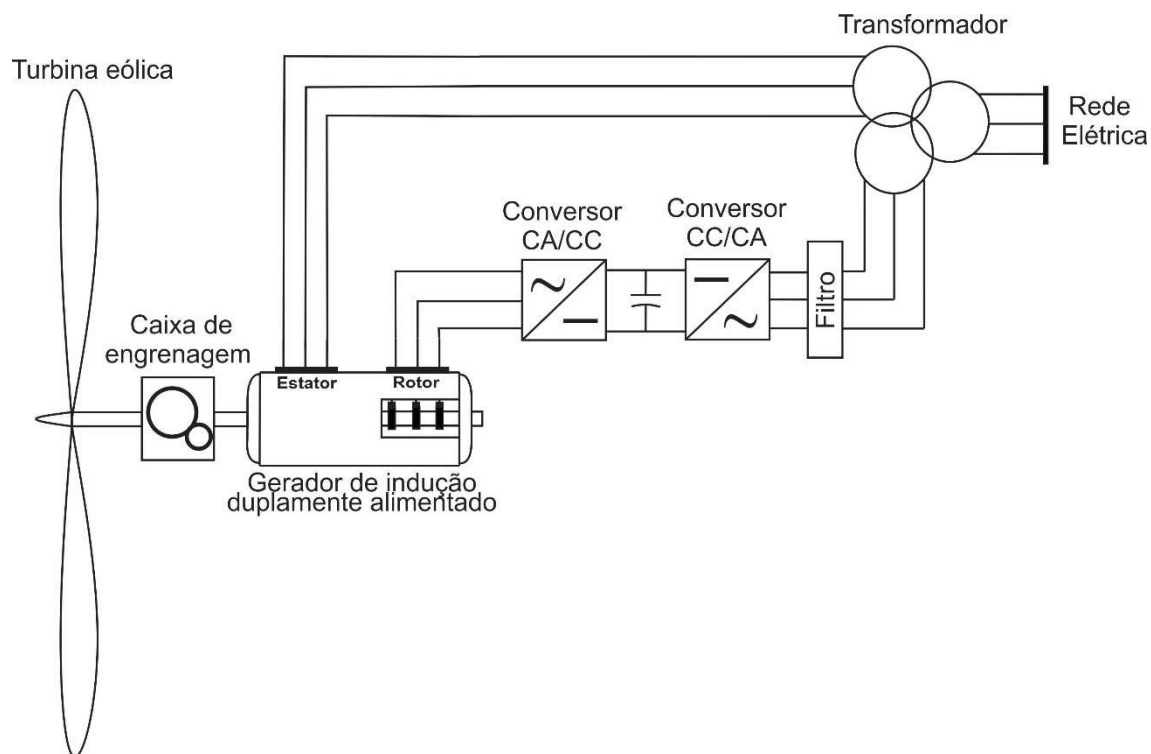 Transformador
Turbina eólica
Rede
Elétrica
Conversor
CA/CC
Conversor
CC/CA
Filtro
Caixa de
engrenagem
Estator
Rotor
Gerador de indução
duplamente alimentado